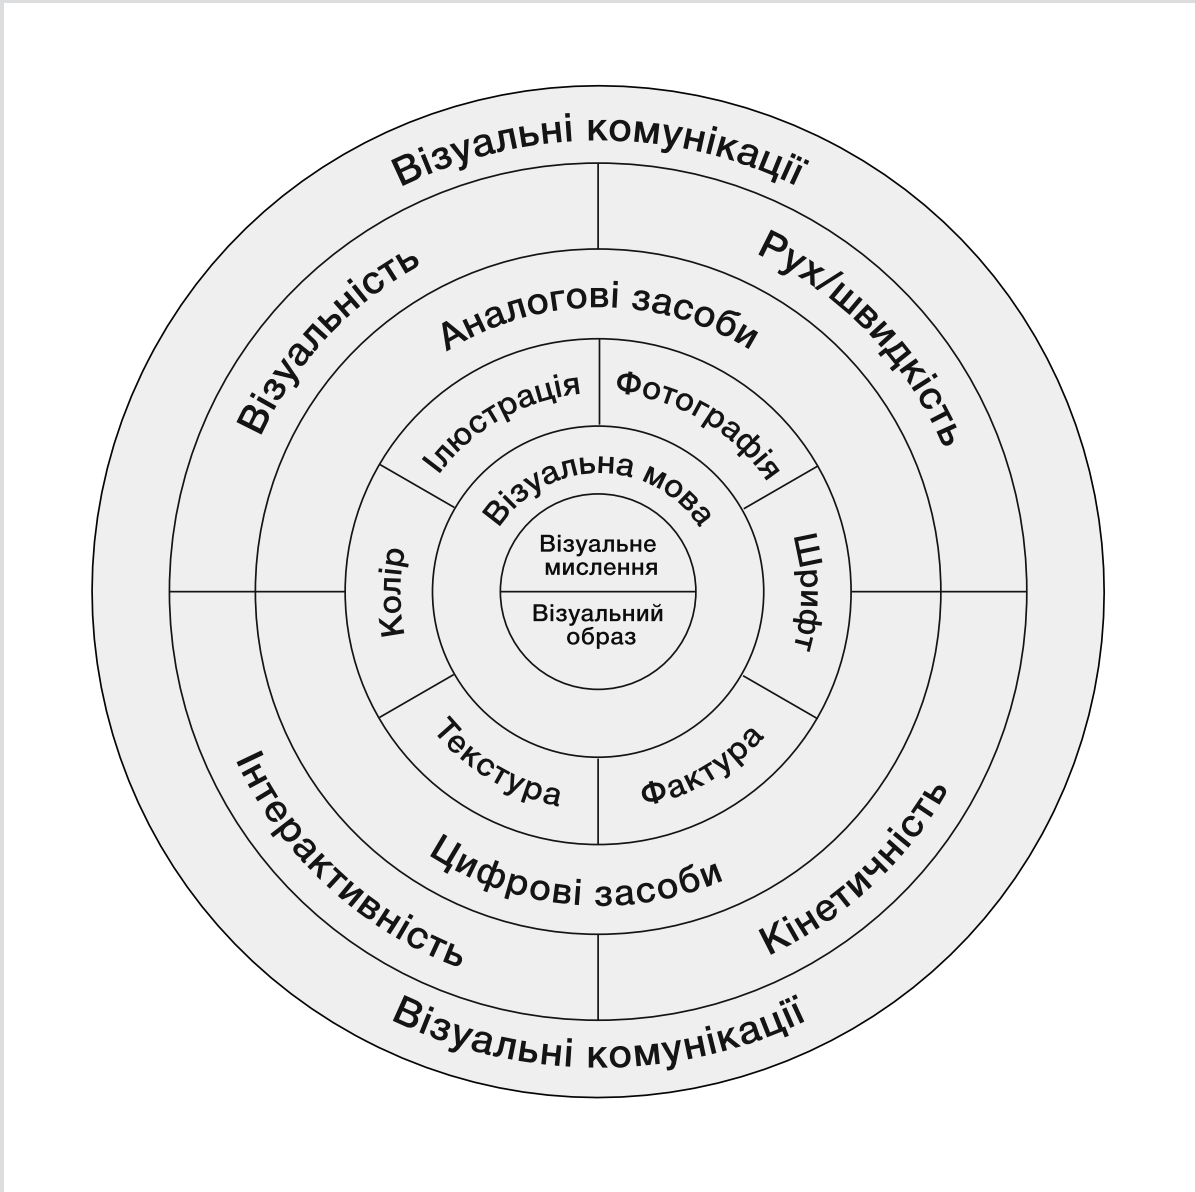 Візуальні комунікації
Візуальність
Рух/швидкість
Аналогові засоби
Ілюстрація
Фотографія
Візуальна мова
Візуальне
мислення
Візуальний
образ
Колір
Шрифт
Текстура
Фактура
Цифрові засоби
Інтерактивність
Кінетичність
Візуальні комунікації